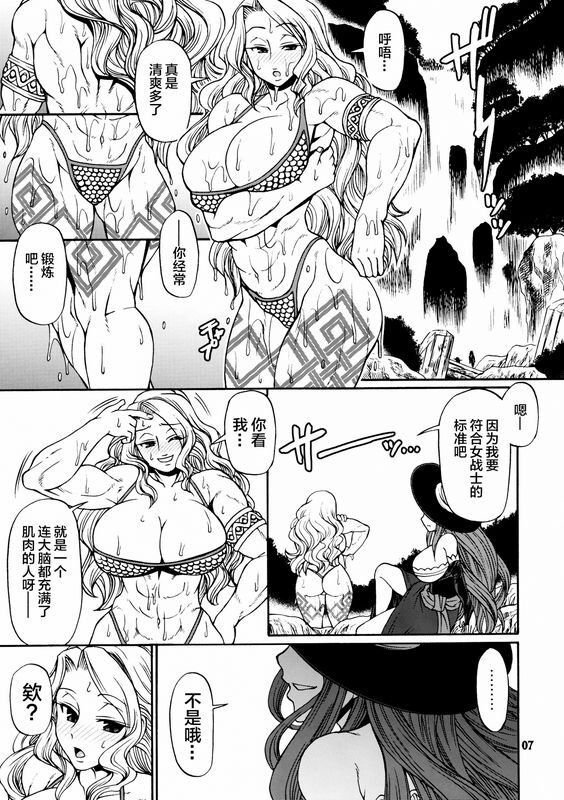 呼唔…
真是
清爽多了
——你经常
锻炼
吧……
嗯—
因为我要
符合女战士的
标准吧
你看
我…
就是一个
连大脑都充满了
肌肉的人呀——
………
不是哦…
欸？
07